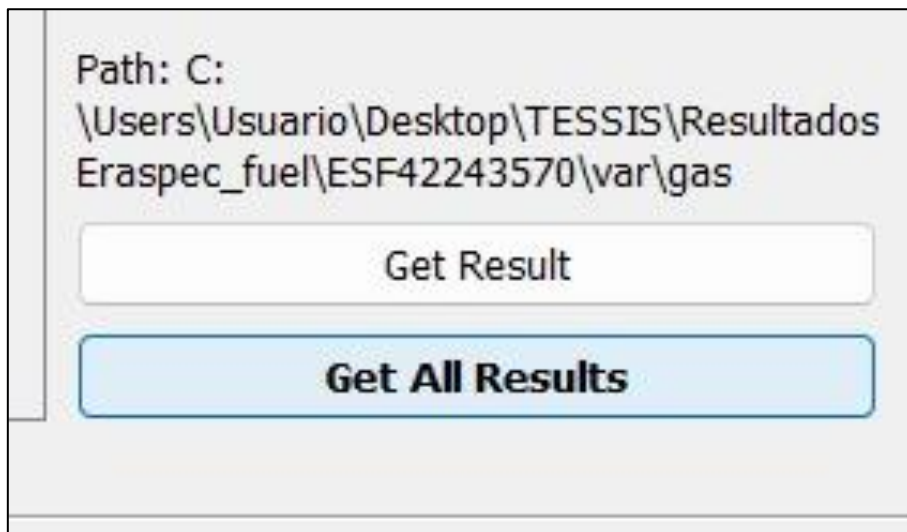 Path: C:
\Users\Usuario\Desktop\TESSIS\Resultados
Eraspec_fuel\ESF42243570\var\gas
Get Result
Get All Results